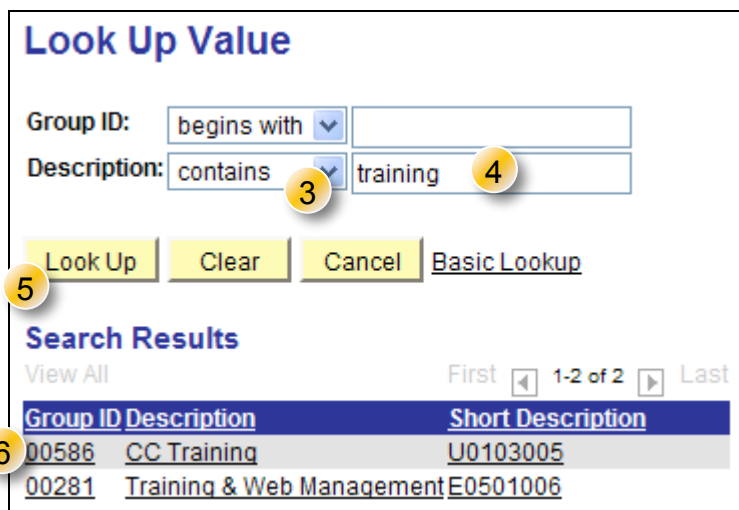 Look Up Value
Group ID: begins with
Description: contains training
3 4
Look Up Clear Cancel Basic Lookup
5
Search Results
View All First 1-2 of 2 Last
Group ID Description Short Description
6 00586 CC Training U0103005
00281 Training & Web Management E0501006